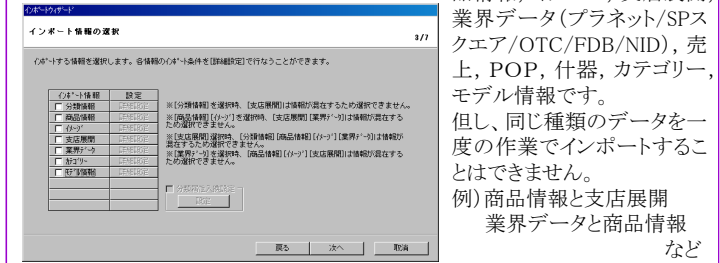 インポートウィザード
インポート情報の選択
3/7
インポートする情報を選択します。各情報のインポート条件を[詳細設定]で行なうことができます。
インポート情報 設定
分類情報 詳細設定
商品情報 詳細設定
イメージ 詳細設定
支店展開 詳細設定
業界データ 詳細設定
カテゴリー 詳細設定
モデル情報 詳細設定
※[分類情報]を選択時、[支店展開]は情報が混在するため選択できません。
※[商品情報][イメージ]を選択時、[支店展開][業界データ]は情報が混在する
ため選択できません。
※[支店展開]選択時、[分類情報][商品情報][イメージ][業界データ]は情報が
混在するため選択できません。
※[業界データ]を選択時、[商品情報][イメージ][支店展開]は情報が混在する
ため選択できません。
設定
戻る 次へ 取消
業界データ(プラネット/SPス
クエア/OTC/FDB/NID), 売
上, POP, 什器, カテゴリー,
モデル情報です。
但し、同じ種類のデータを一
度の作業でインポートするこ
とはできません。
例)商品情報と支店展開
業界データと商品情報
など